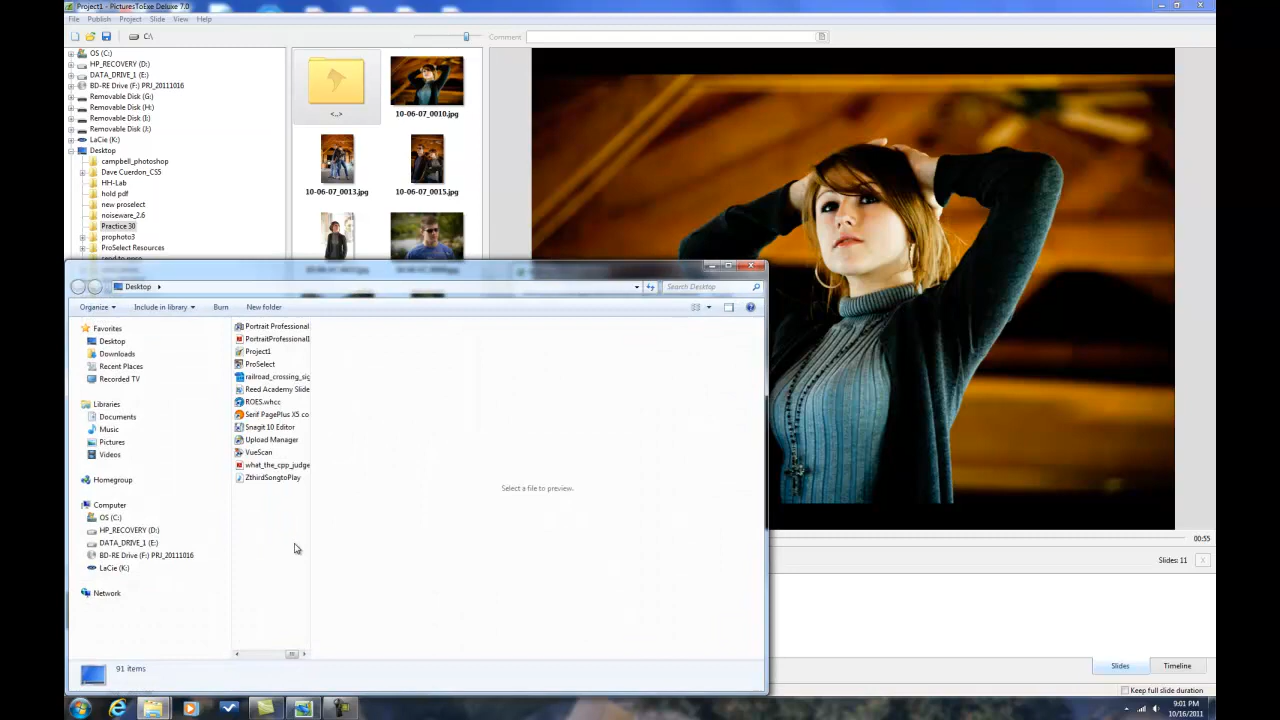 Project1 - PicturesToExe Deluxe 7.0
File Publish Project Slide View Help
C:\
Comment
OS (C:)
HP_RECOVERY (D:)
DATA_DRIVE_1 (E:)
BD-RE Drive (F:) PRJ_20111016
Removable Disk (G:)
Removable Disk (H:)
Removable Disk (I:)
Removable Disk (J:)
LaCie (K:)
Desktop
campbell_photoshop
Dave Cuerdon_CS5
HH-Lab
hold pdf
new proselect
noiseware_2.6
Practice 30
prophoto3
ProSelect Resources
<..>
10-06-07_0010.jpg
10-06-07_0013.jpg
10-06-07_0015.jpg
Desktop
Search Desktop
Organize Include in library Burn New folder
Favorites
Desktop
Downloads
Recent Places
Recorded TV
Libraries
Documents
Music
Pictures
Videos
Homegroup
Computer
OS (C:)
HP_RECOVERY (D:)
DATA_DRIVE_1 (E:)
BD-RE Drive (F:) PRJ_20111016
LaCie (K:)
Network
Portrait Professional
PortraitProfessional1
Project1
ProSelect
railroad_crossing_sig
Reed Academy Slide
ROES.whcc
Serif PagePlus X5 co
Snagit 10 Editor
Upload Manager
VueScan
what_the_cpp_judge
ZthirdSongtoPlay
Select a file to preview.
91 items
00:55
Slides: 11
X
Slides Timeline
Keep full slide duration
9:01 PM
10/16/2011